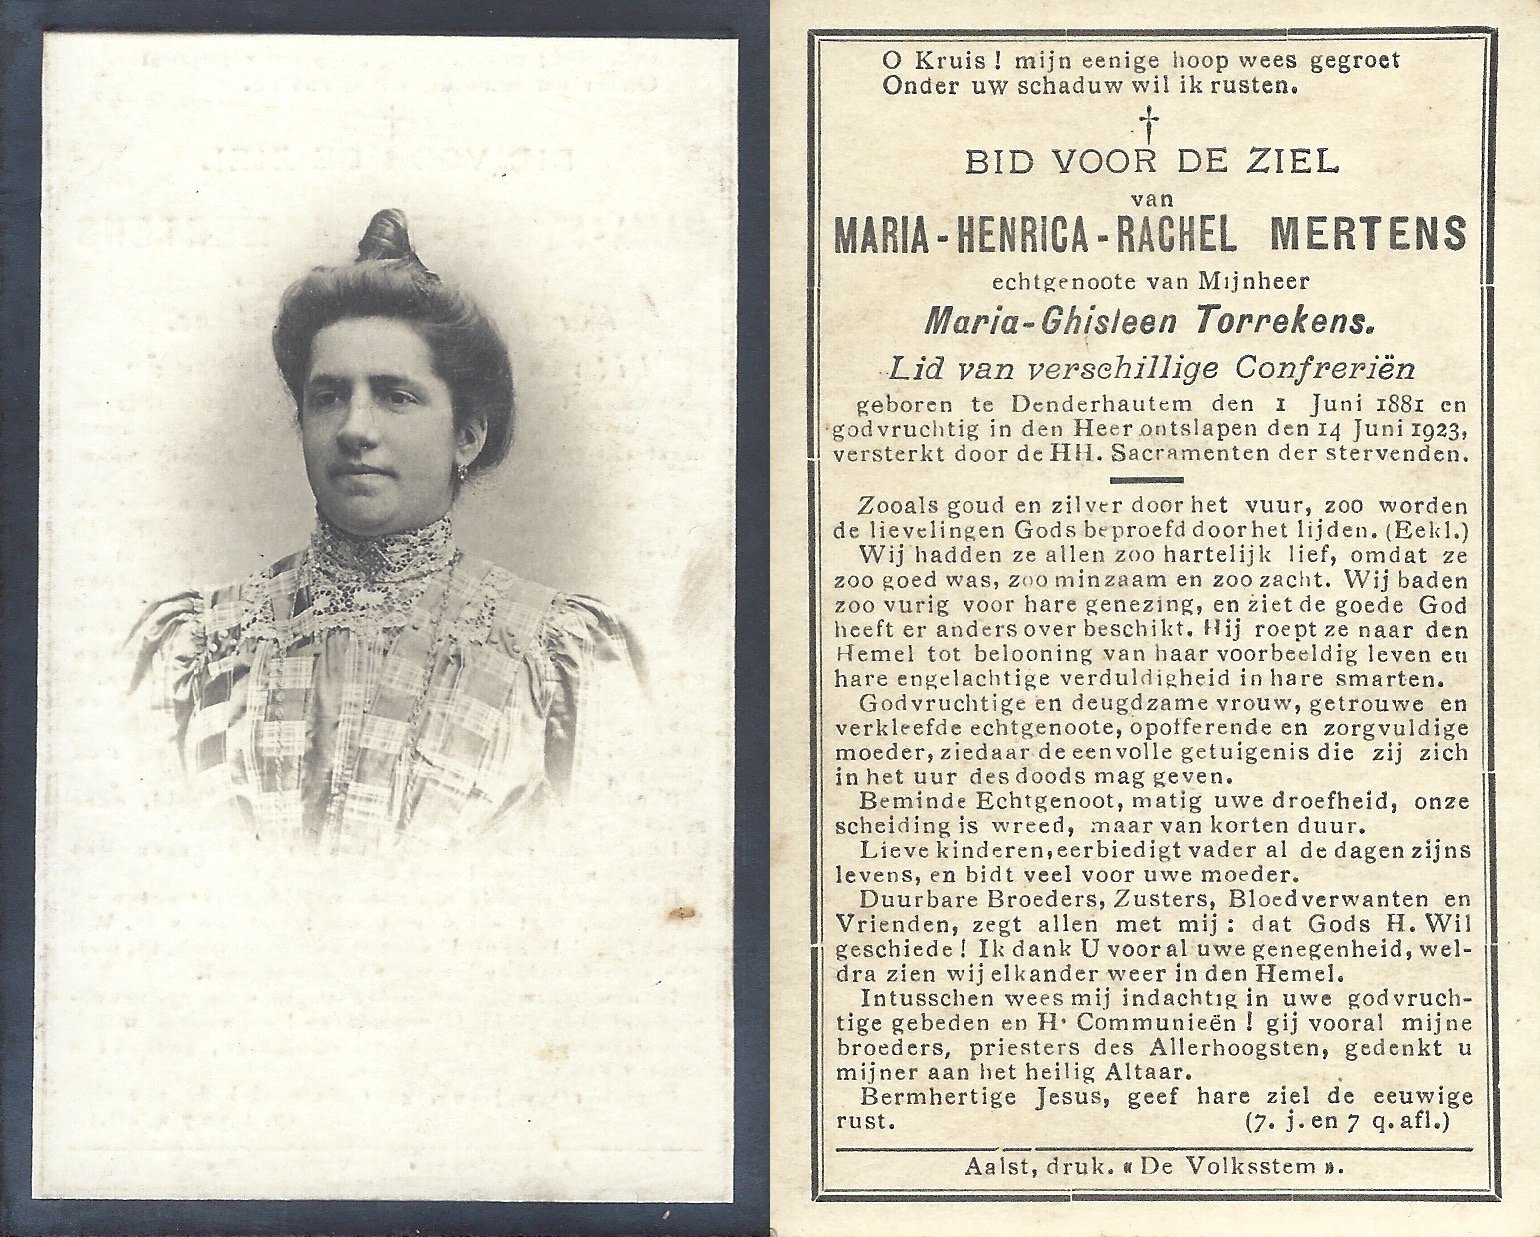 O Kruis ! mijn eenige hoop wees gegroet
Onder uw schaduw wil ik rusten.
†
BID VOOR DE ZIEL
van
MARIA-HENRICA-RACHEL MERTENS
echtgenoote van Mijnheer
Maria-Ghisleen Torrekens.
Lid van verschillige Confreriën
geboren te Denderhautem den 1 Juni 1881 en
godvruchtig in den Heer ontslapen den 14 Juni 1923,
versterkt door de HH. Sacramenten der stervenden.
Zooals goud en zilver door het vuur, zoo worden
de lievelingen Gods beproefd door het lijden. (Eekl.)
Wij hadden ze allen zoo hartelijk lief, omdat ze
zoo goed was, zoo minzaam en zoo zacht. Wij baden
zoo vurig voor hare genezing, en ziet de goede God
heeft er anders over beschikt. Hij roept ze naar den
Hemel tot belooning van haar voorbeeldig leven en
hare engelachtige verduldigheid in hare smarten.
Godvruchtige en deugdzame vrouw, getrouwe en
verkleefde echtgenoote, opofferende en zorgvuldige
moeder, ziedaar de eenvolle getuigenis die zij zich
in het uur des doods mag geven.
Beminde Echtgenoot, matig uwe droefheid, onze
scheiding is wreed, maar van korten duur.
Lieve kinderen, eerbiedigt vader al de dagen zijns
levens, en bidt veel voor uwe moeder.
Duurbare Broeders, Zusters, Bloedverwanten en
Vrienden, zegt allen met mij : dat Gods H. Wil
geschiede ! Ik dank U voor al uwe genegenheid, wel-
dra zien wij elkander weer in den Hemel.
Intusschen wees mij indachtig in uwe godvruch-
tige gebeden en H· Communieën ! gij vooral mijne
broeders, priesters des Allerhoogsten, gedenkt u
mijner aan het heilig Altaar.
Bermhertige Jesus, geef hare ziel de eeuwige
rust. (7. j. en 7 q. afl.)
Aalst, druk. « De Volksstem ».